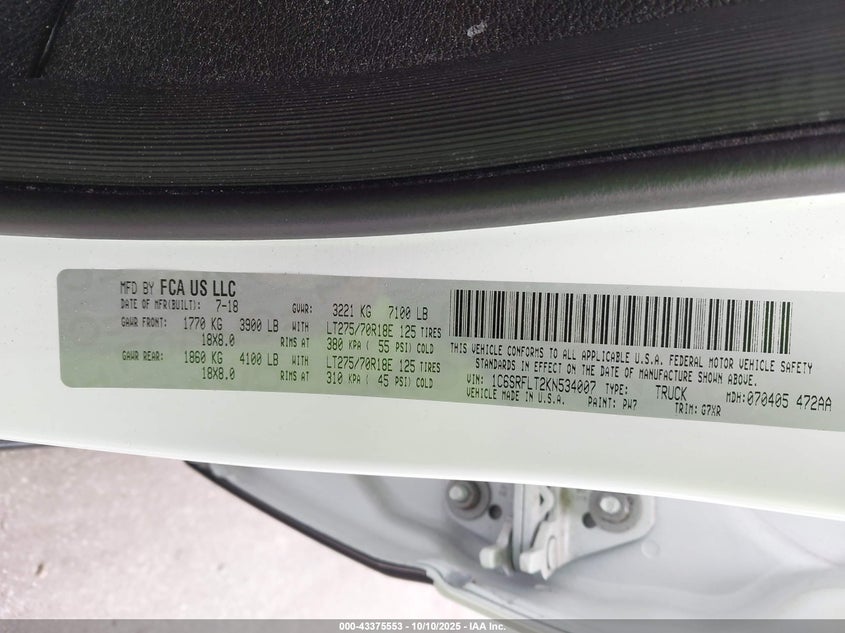 MFD BY FCA US LLC
DATE OF MFR(BUILT): 7-18 GVWR: 3221 KG 7100 LB
GAWR FRONT: 1770 KG 3900 LB WITH LT275/70R18E 125 TIRES
18X8.0 RIMS AT 380 KPA ( 55 PSI) COLD
GAWR REAR: 1860 KG 4100 LB WITH LT275/70R18E 125 TIRES
18X8.0 RIMS AT 310 KPA ( 45 PSI) COLD
THIS VEHICLE CONFORMS TO ALL APPLICABLE U.S.A. FEDERAL MOTOR VEHICLE SAFETY
STANDARDS IN EFFECT ON THE DATE OF MANUFACTURE SHOWN ABOVE.
VIN: 1C6SRFLT2KN534007 TYPE: TRUCK MDH:070405 472AA
VEHICLE MADE IN U.S.A. PAINT: PW7 TRIM: G7XR
000-43375553 - 10/10/2025 - IAA Inc.